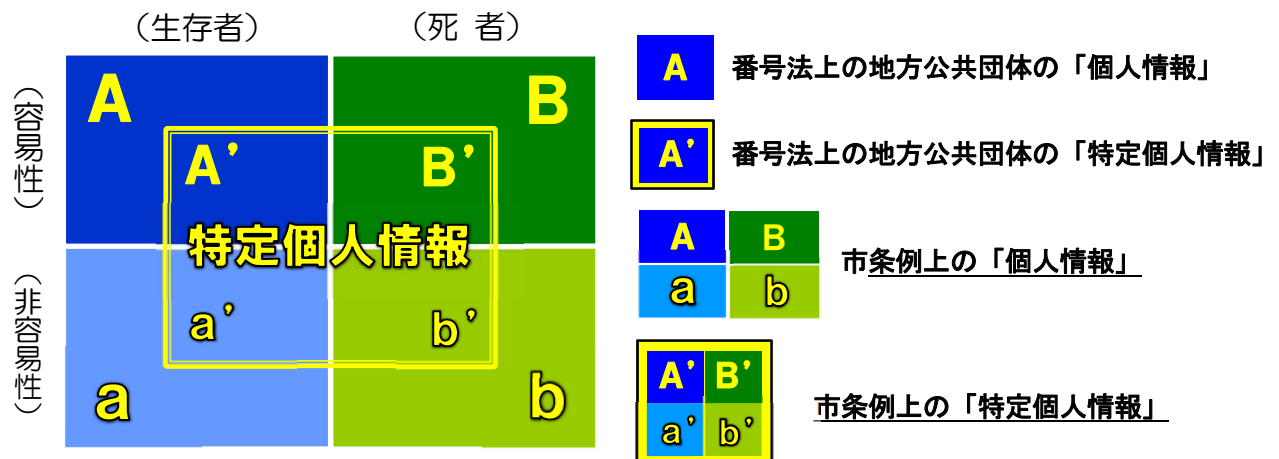 （生存者）
（死 者）
（容易性）
（非容易性）
A
B
A’
B’
特定個人情報
a’
b’
a
b
A
番号法上の地方公共団体の「個人情報」
A’
番号法上の地方公共団体の「特定個人情報」
A B
a b
市条例上の「個人情報」
A’ B’
a’ b’
市条例上の「特定個人情報」